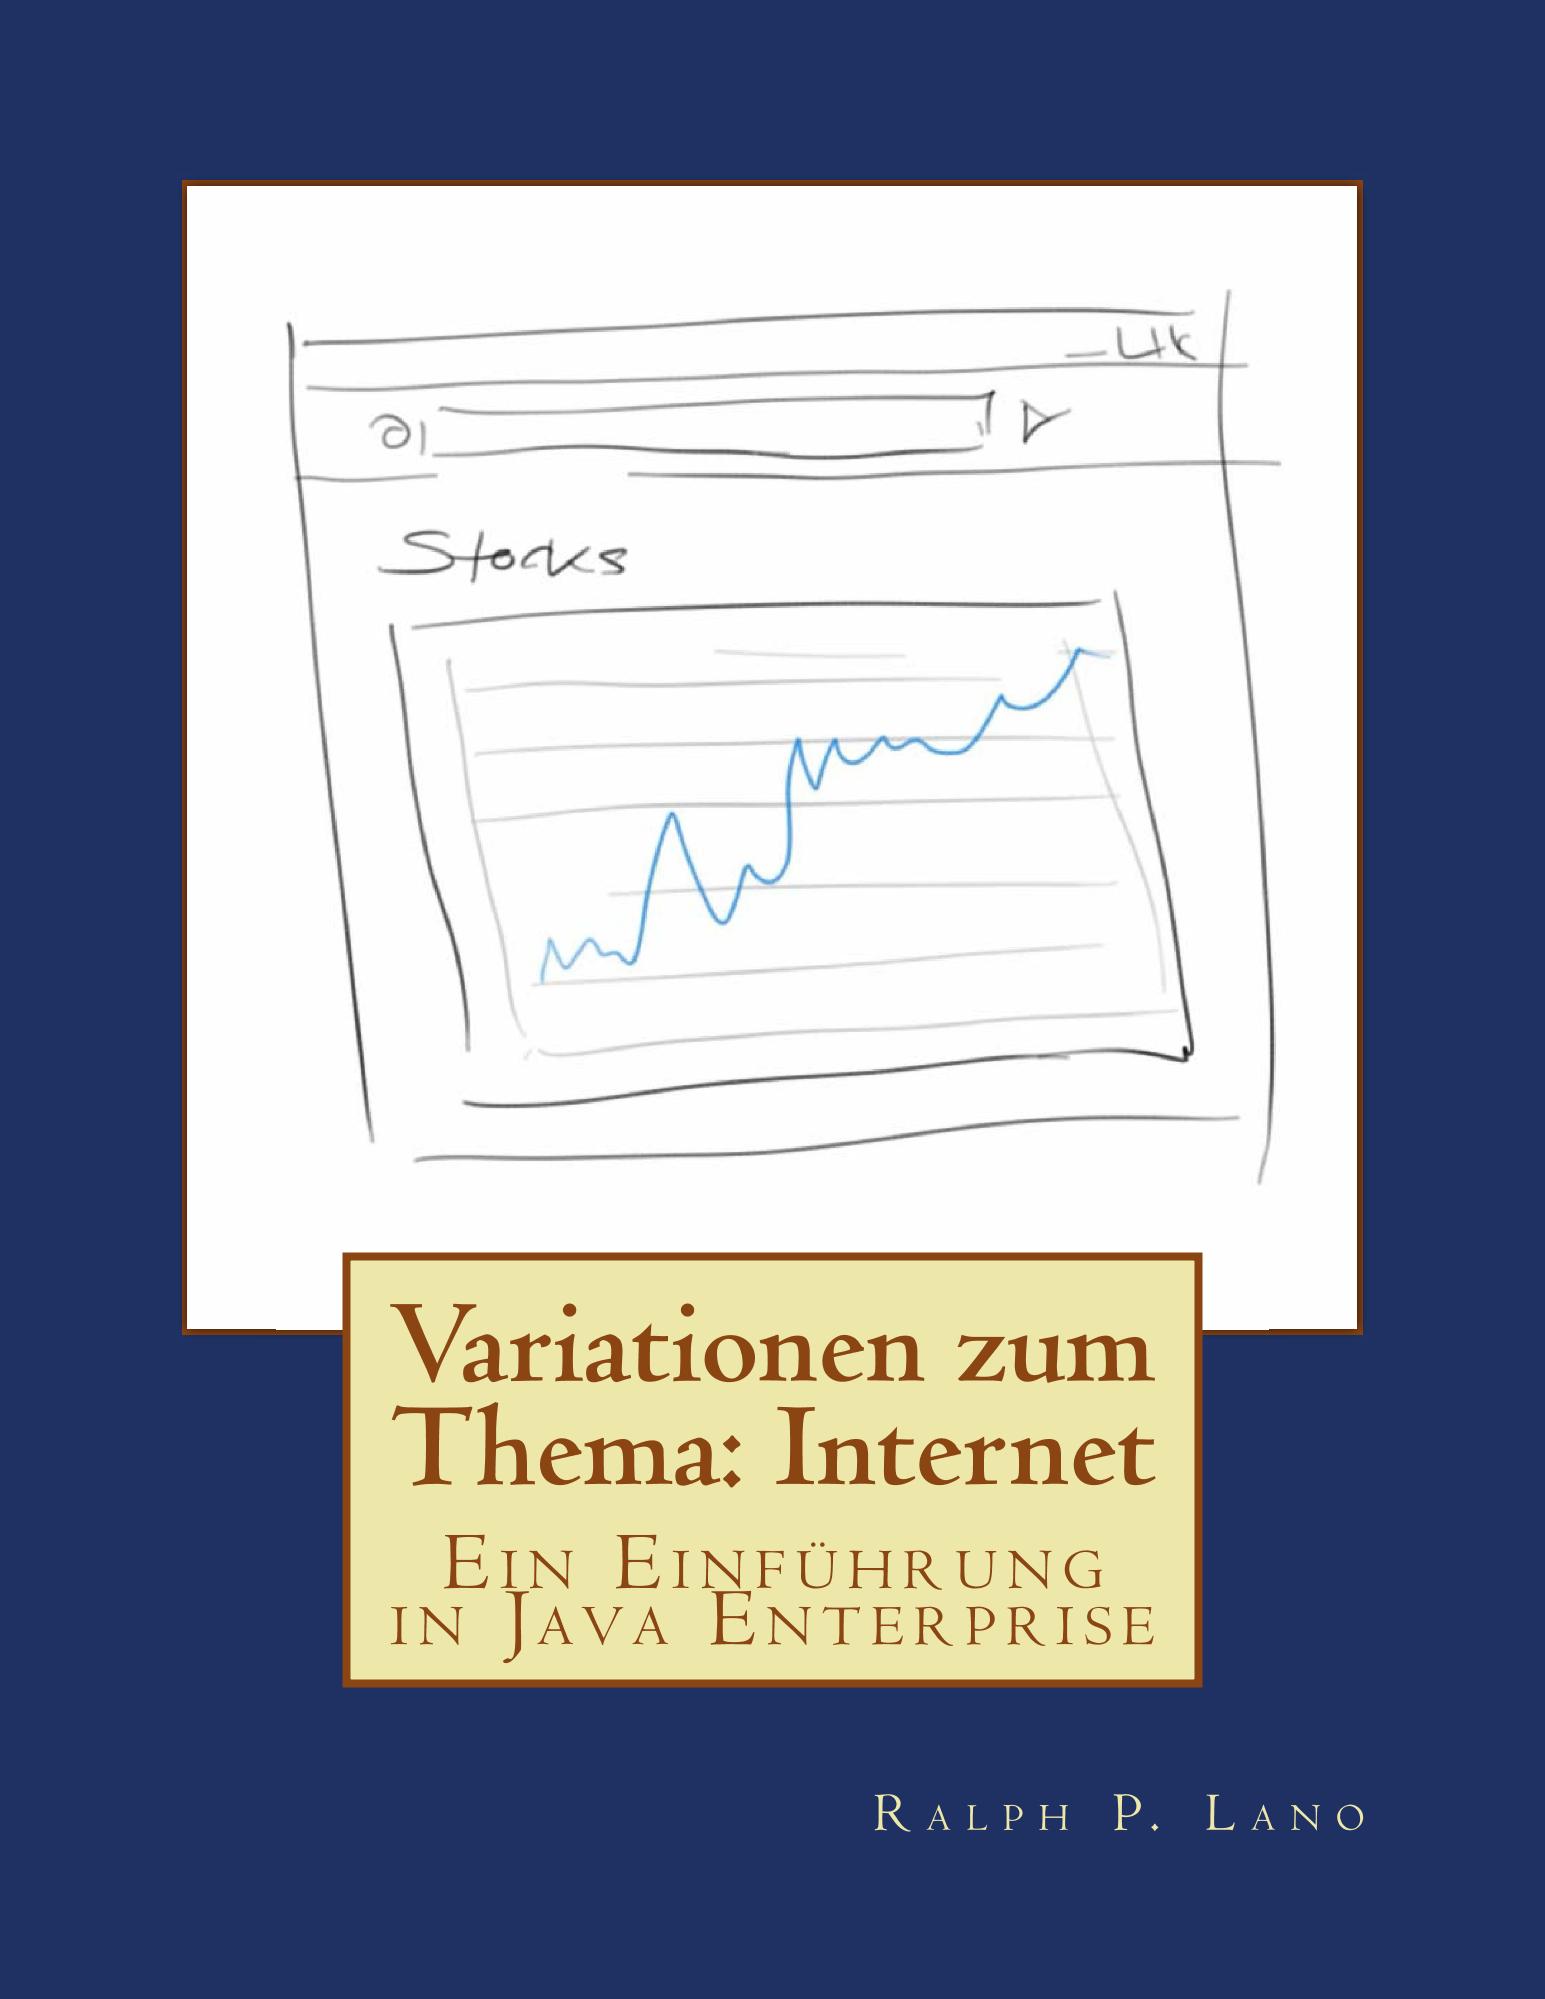 Stocks
Variationen zum
Thema: Internet
Ein Einführung
in Java Enterprise
Ralph P. Lano